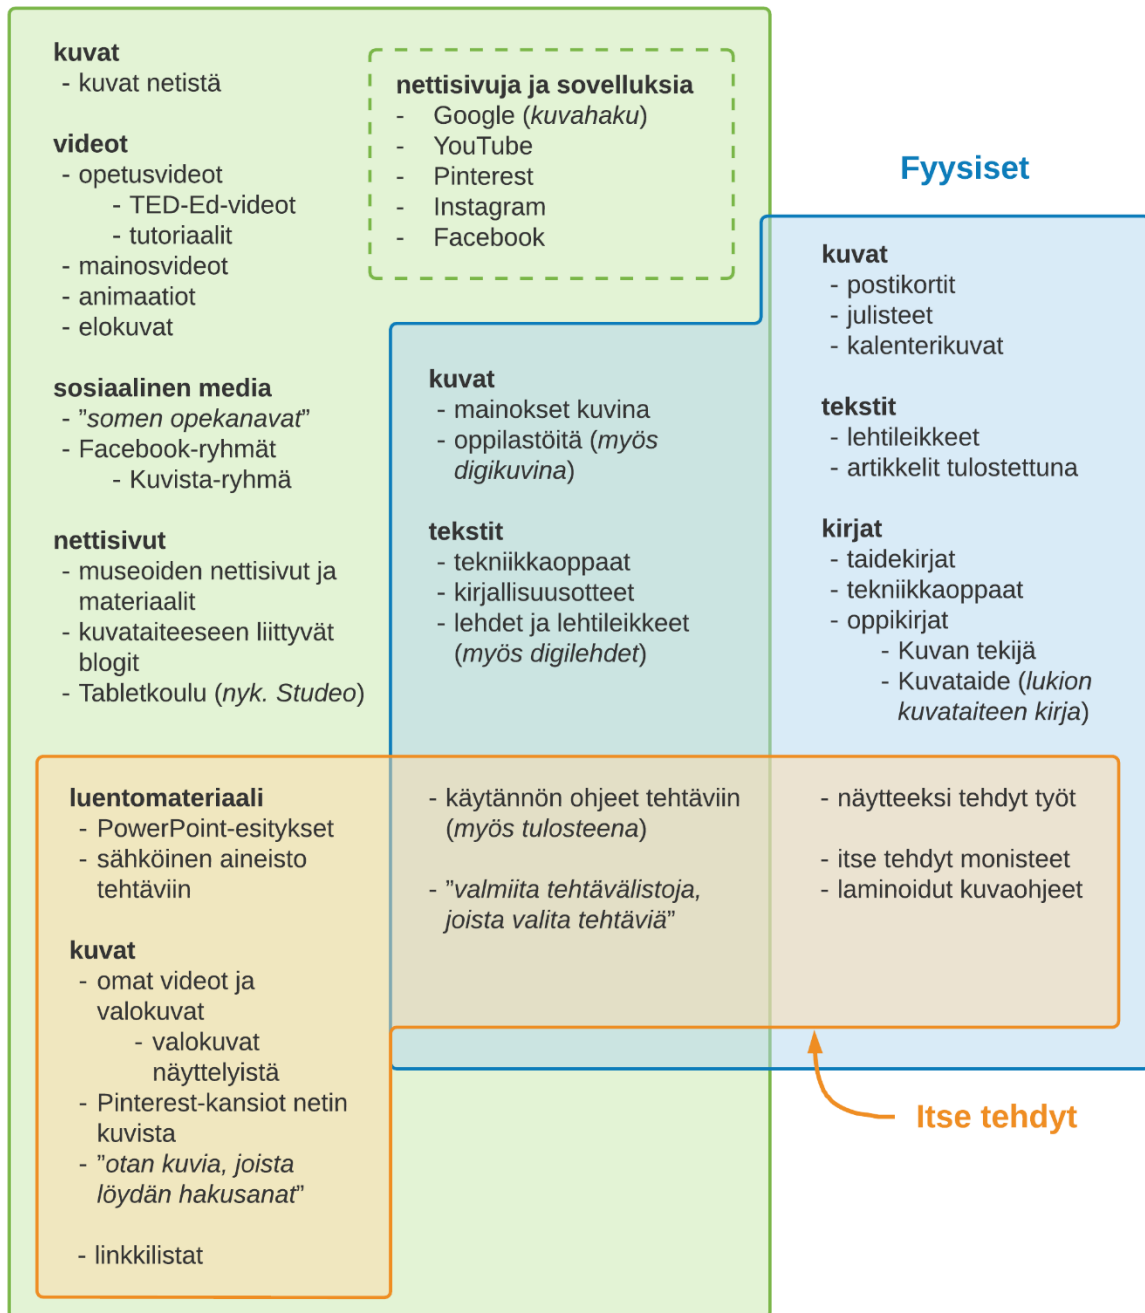 kuvat
- kuvat netistä
videot
- opetusvideot
- TED-Ed-videot
- tutoriaalit
- mainosvideot
- animaatiot
- elokuvat
sosiaalinen media
- ”somen opekanavat”
- Facebook-ryhmät
- Kuvista-ryhmä
nettisivut
- museoiden nettisivut ja
materiaalit
- kuvataiteeseen liittyvät
blogit
- Tabletkoulu (nyk. Studeo)
nettisivuja ja sovelluksia
- Google (kuvahaku)
- YouTube
- Pinterest
- Instagram
- Facebook
kuvat
- mainokset kuvina
- oppilastöitä (myös
digikuvina)
tekstit
- tekniikkaoppaat
- kirjallisuusotteet
- lehdet ja lehtileikkeet
(myös digilehdet)
Fyysiset
kuvat
- postikortit
- julisteet
- kalenterikuvat
tekstit
- lehtileikkeet
- artikkelit tulostettuna
kirjat
- taidekirjat
- tekniikkaoppaat
- oppikirjat
- Kuvan tekijä
- Kuvataide (lukion
kuvataiteen kirja)
luentomateriaali
- PowerPoint-esitykset
- sähköinen aineisto
tehtäviin
kuvat
- omat videot ja
valokuvat
- valokuvat
näyttelyistä
- Pinterest-kansiot netin
kuvista
- ”otan kuvia, joista
löydän hakusanat”
- linkkilistat
- käytännön ohjeet tehtäviin
(myös tulosteena)
- ”valmiita tehtävälistoja,
joista valita tehtäviä”
- näytteeksi tehdyt työt
- itse tehdyt monisteet
- laminoidut kuvaohjeet
Itse tehdyt